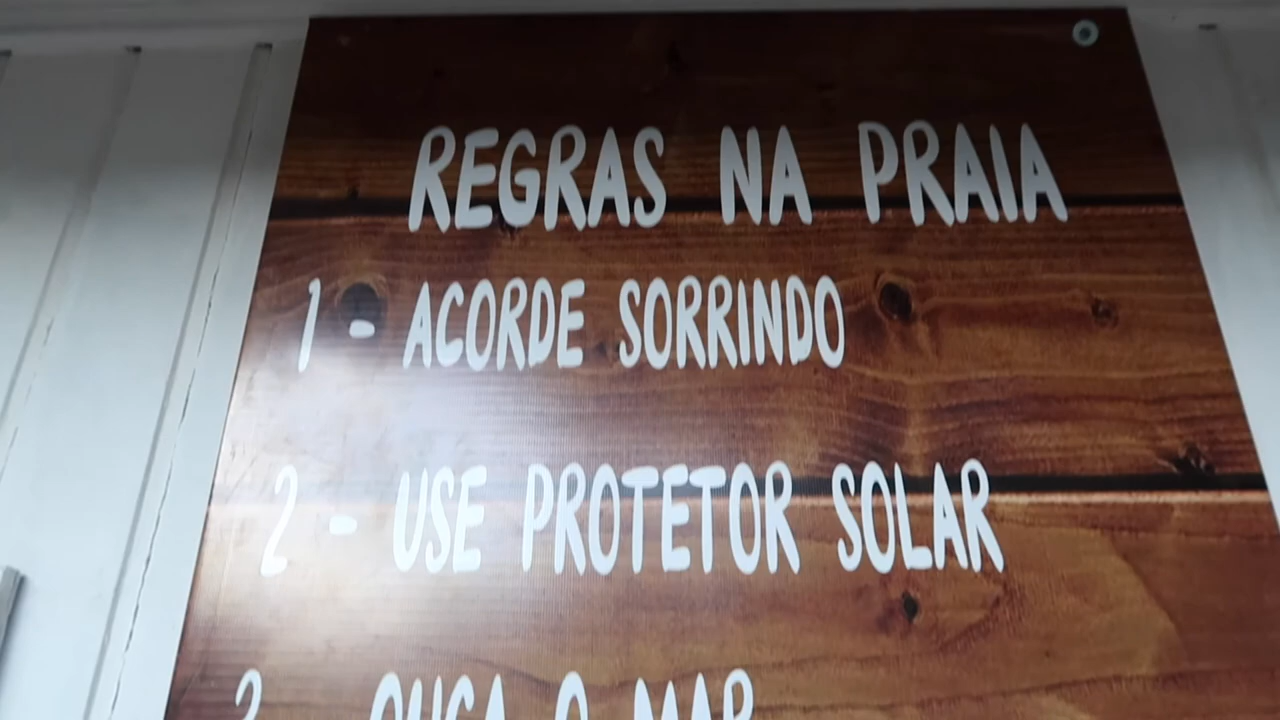 REGRAS NA PRAIA
1 - ACORDE SORRINDO
2 - USE PROTETOR SOLAR
3 OUÇA O MAR